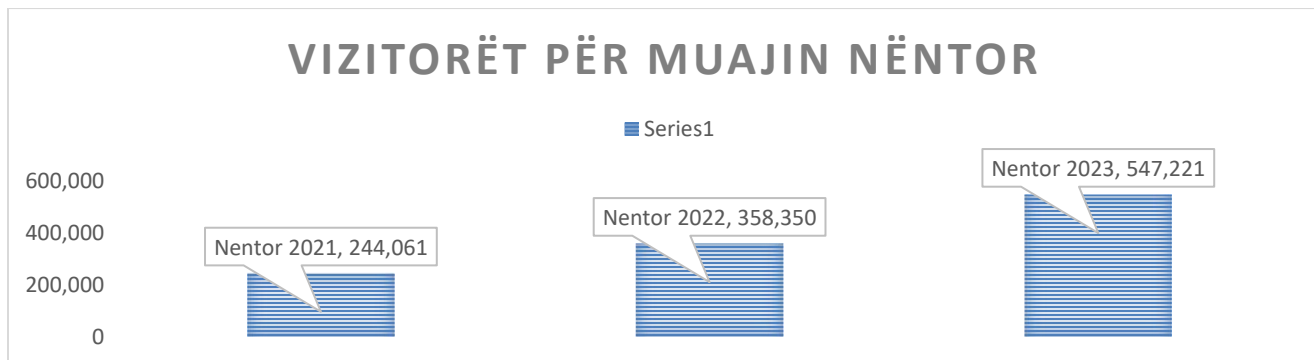 VIZITORËT PËR MUAJIN NËNTOR
Series1
600,000
400,000
200,000
0
Nentor 2021, 244,061
Nentor 2022, 358,350
Nentor 2023, 547,221